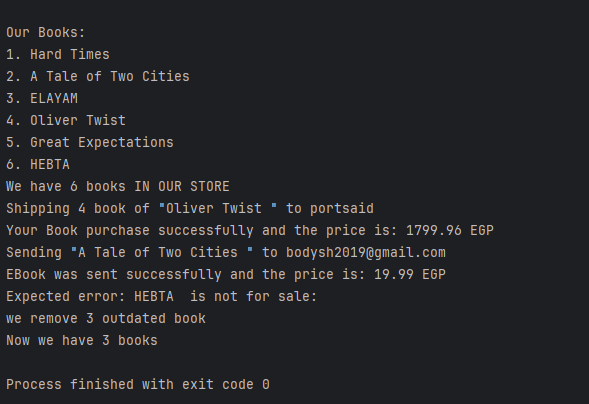 Our Books:
1. Hard Times
2. A Tale of Two Cities
3. ELAYAM
4. Oliver Twist
5. Great Expectations
6. HEBTA
We have 6 books IN OUR STORE
Shipping 4 book of "Oliver Twist " to portsaid
Your Book purchase successfully and the price is: 1799.96 EGP
Sending "A Tale of Two Cities " to bodysh2019@gmail.com
EBook was sent successfully and the price is: 19.99 EGP
Expected error: HEBTA  is not for sale:
we remove 3 outdated book
Now we have 3 books
Process finished with exit code 0